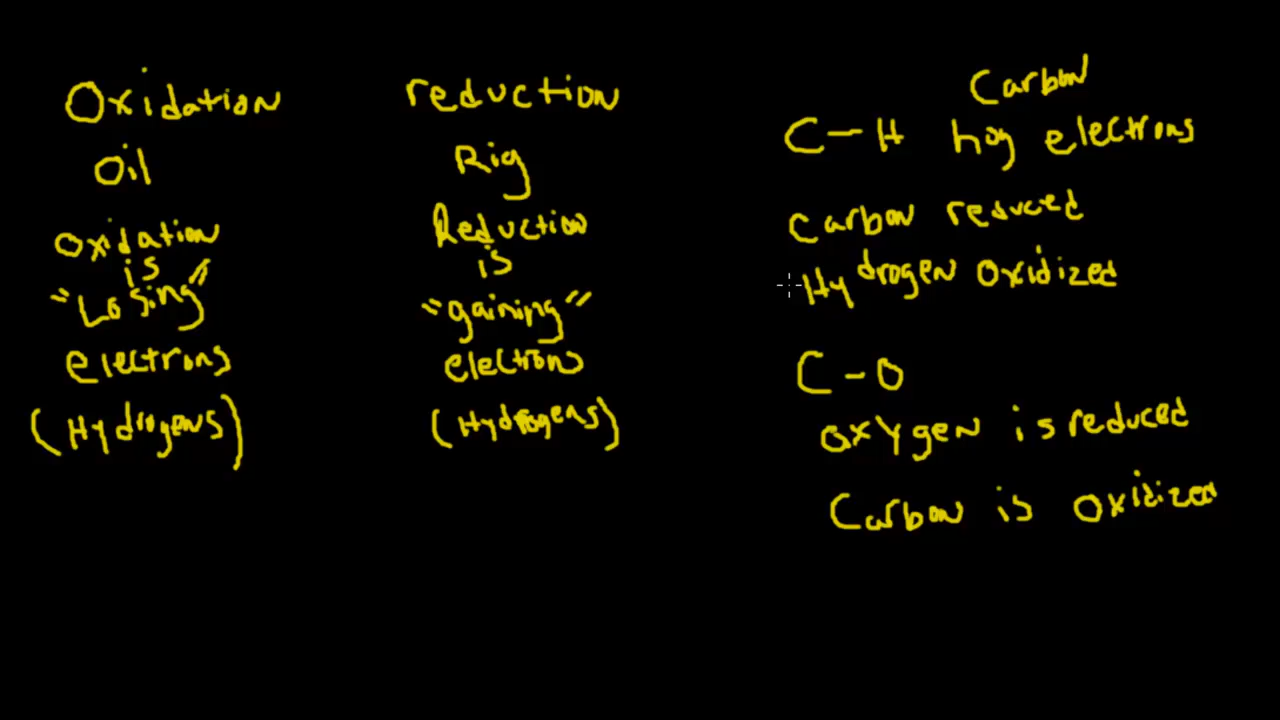 Oxidation
Oil
oxidation
is
"Losing"
electrons
(Hydrogens)
reduction
Rig
Reduction
is
"gaining"
electrons
(Hydrogens)
Carbon
C-H hog electrons
Carbon reduced
Hydrogen Oxidized
C-O
oxygen is reduced
Carbon is oxidized